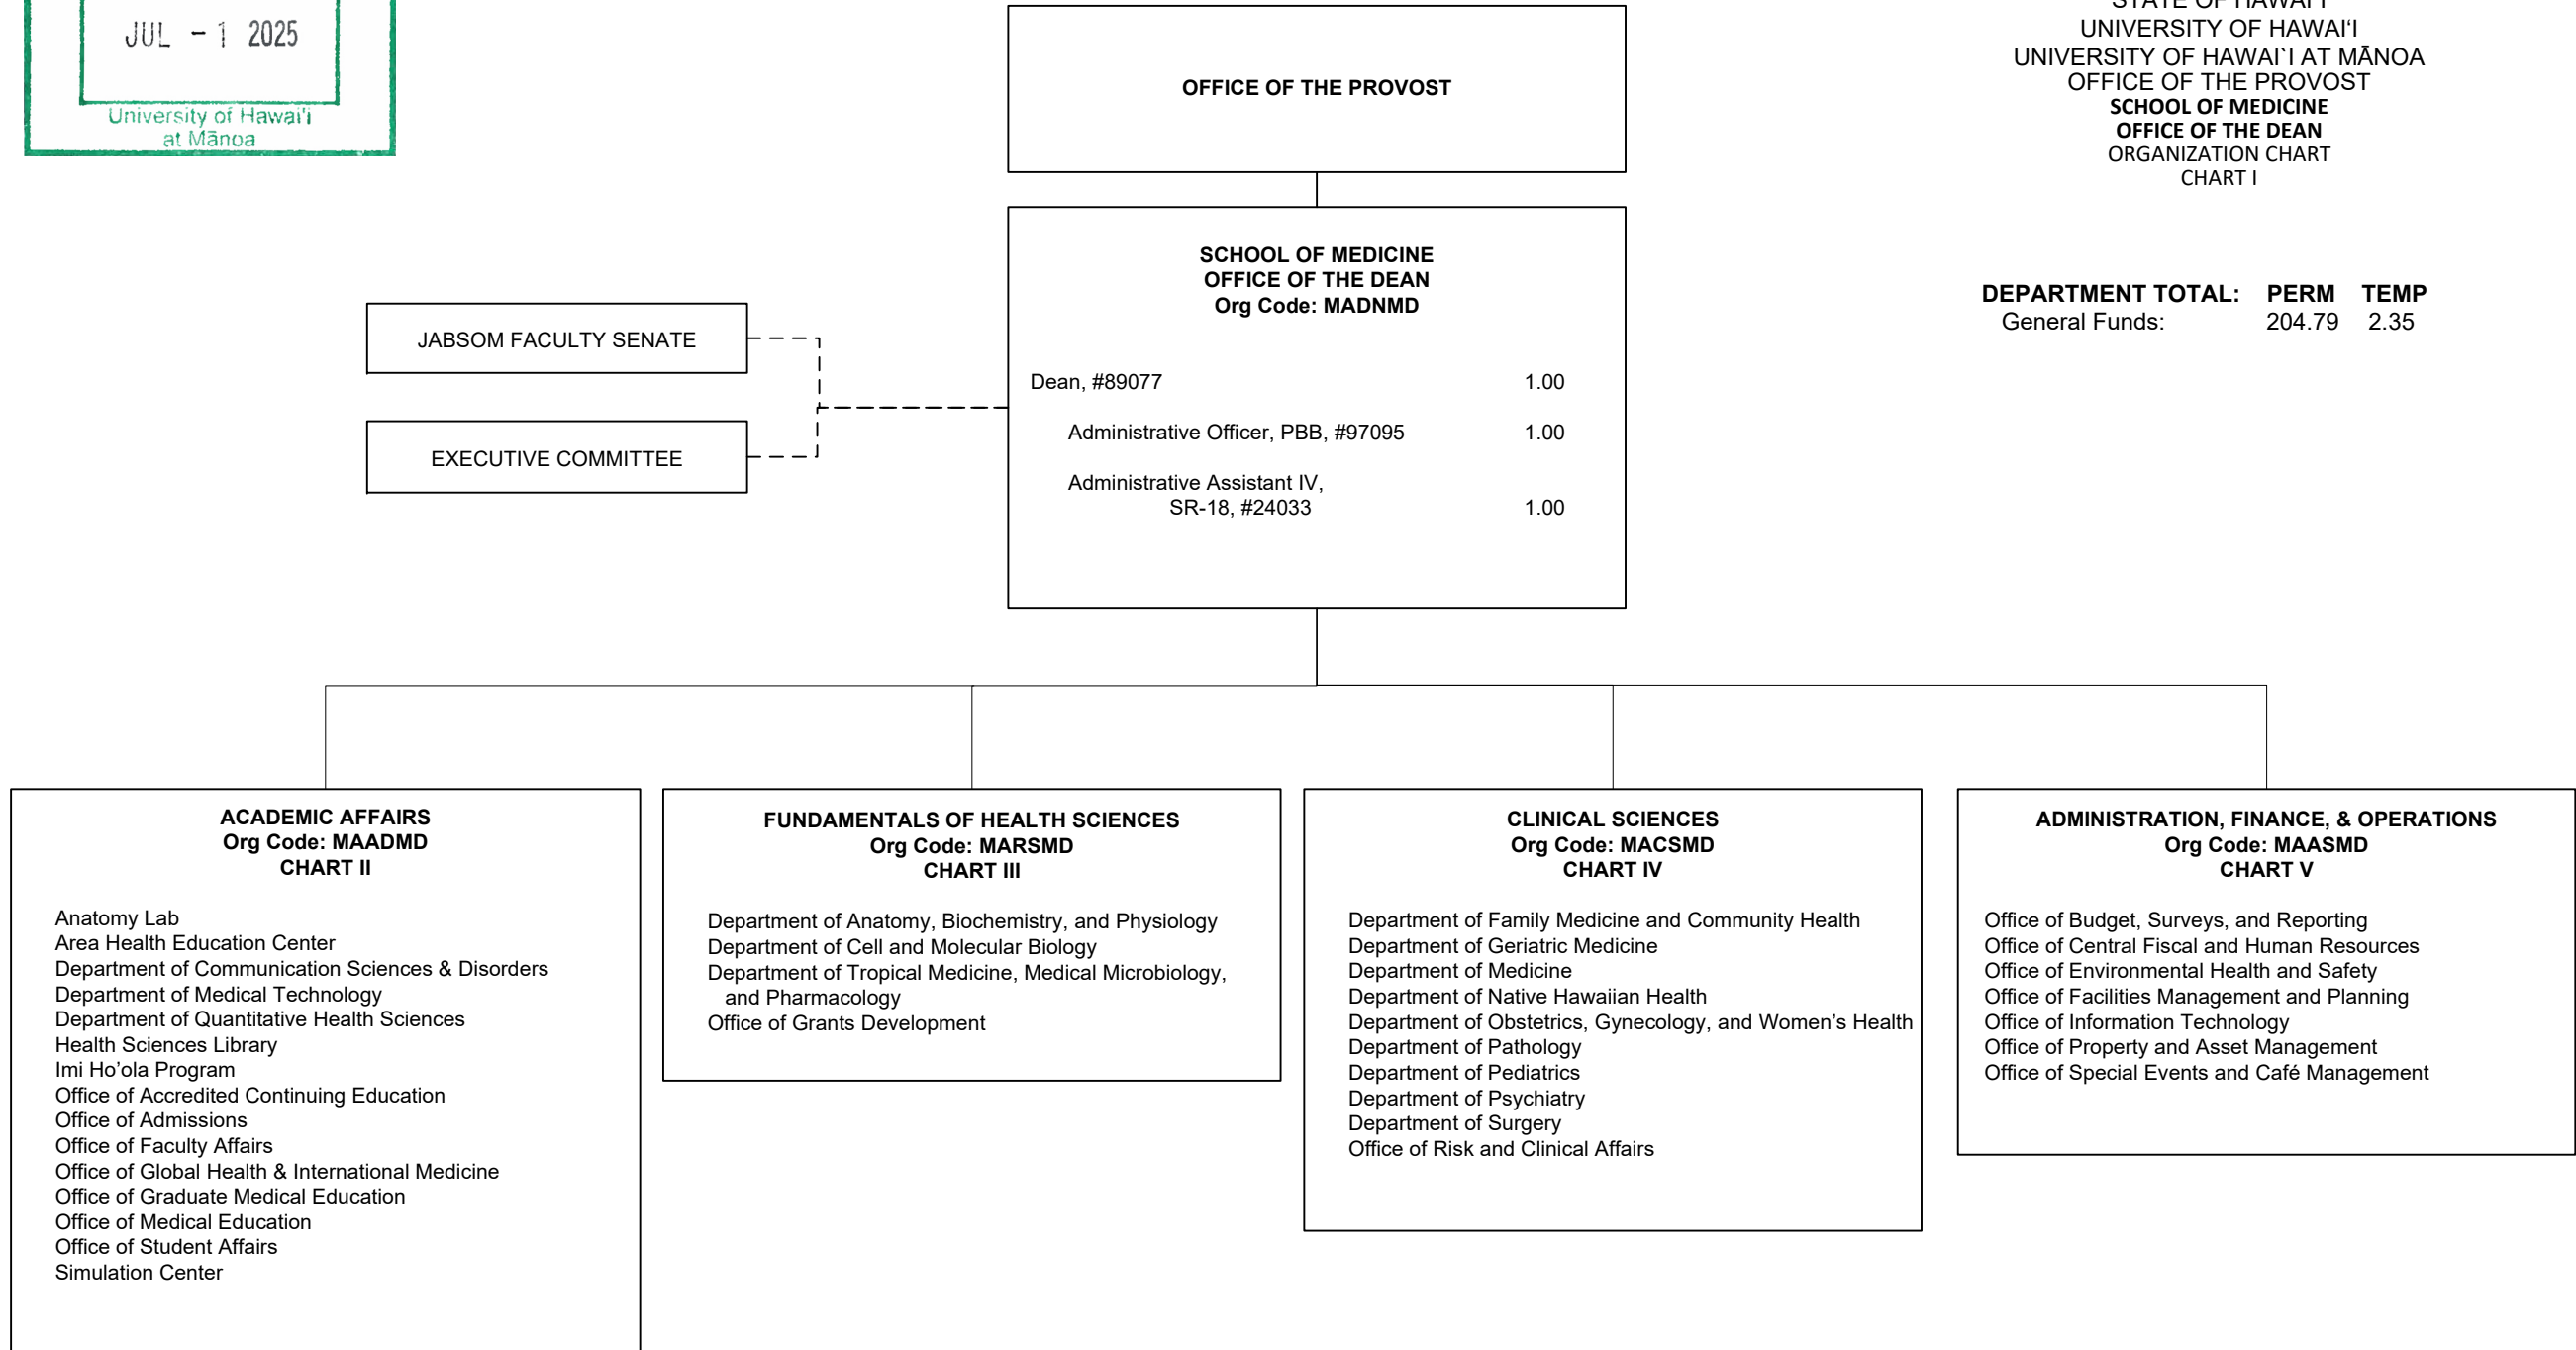 JUL - 1 2025
University of Hawai'i
at Mānoa
STATE OF HAWAI'I
UNIVERSITY OF HAWAI‘I
UNIVERSITY OF HAWAI`I AT MĀNOA
OFFICE OF THE PROVOST
SCHOOL OF MEDICINE
OFFICE OF THE DEAN
ORGANIZATION CHART
CHART I
DEPARTMENT TOTAL: PERM TEMP
General Funds: 204.79 2.35
OFFICE OF THE PROVOST
SCHOOL OF MEDICINE
OFFICE OF THE DEAN
Org Code: MADNMD
Dean, #89077 1.00
Administrative Officer, PBB, #97095 1.00
Administrative Assistant IV,
SR-18, #24033 1.00
JABSOM FACULTY SENATE
EXECUTIVE COMMITTEE
ACADEMIC AFFAIRS
Org Code: MAADMD
CHART II
Anatomy Lab
Area Health Education Center
Department of Communication Sciences & Disorders
Department of Medical Technology
Department of Quantitative Health Sciences
Health Sciences Library
Imi Ho’ola Program
Office of Accredited Continuing Education
Office of Admissions
Office of Faculty Affairs
Office of Global Health & International Medicine
Office of Graduate Medical Education
Office of Medical Education
Office of Student Affairs
Simulation Center
FUNDAMENTALS OF HEALTH SCIENCES
Org Code: MARSMD
CHART III
Department of Anatomy, Biochemistry, and Physiology
Department of Cell and Molecular Biology
Department of Tropical Medicine, Medical Microbiology,
and Pharmacology
Office of Grants Development
CLINICAL SCIENCES
Org Code: MACSMD
CHART IV
Department of Family Medicine and Community Health
Department of Geriatric Medicine
Department of Medicine
Department of Native Hawaiian Health
Department of Obstetrics, Gynecology, and Women’s Health
Department of Pathology
Department of Pediatrics
Department of Psychiatry
Department of Surgery
Office of Risk and Clinical Affairs
ADMINISTRATION, FINANCE, & OPERATIONS
Org Code: MAASMD
CHART V
Office of Budget, Surveys, and Reporting
Office of Central Fiscal and Human Resources
Office of Environmental Health and Safety
Office of Facilities Management and Planning
Office of Information Technology
Office of Property and Asset Management
Office of Special Events and Café Management